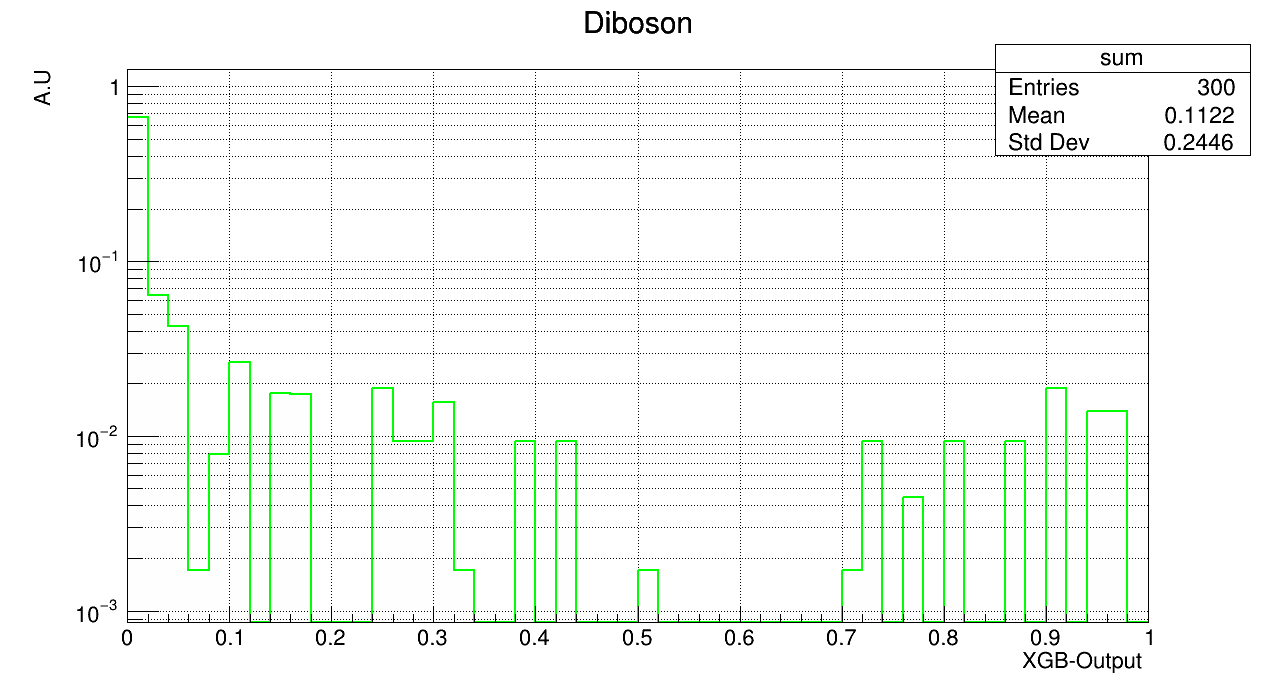 Diboson
A.U
sum
Entries 300
Mean 0.1122
Std Dev 0.2446
1
10⁻¹
10⁻²
10⁻³
0 0.1 0.2 0.3 0.4 0.5 0.6 0.7 0.8 0.9 1
XGB-Output